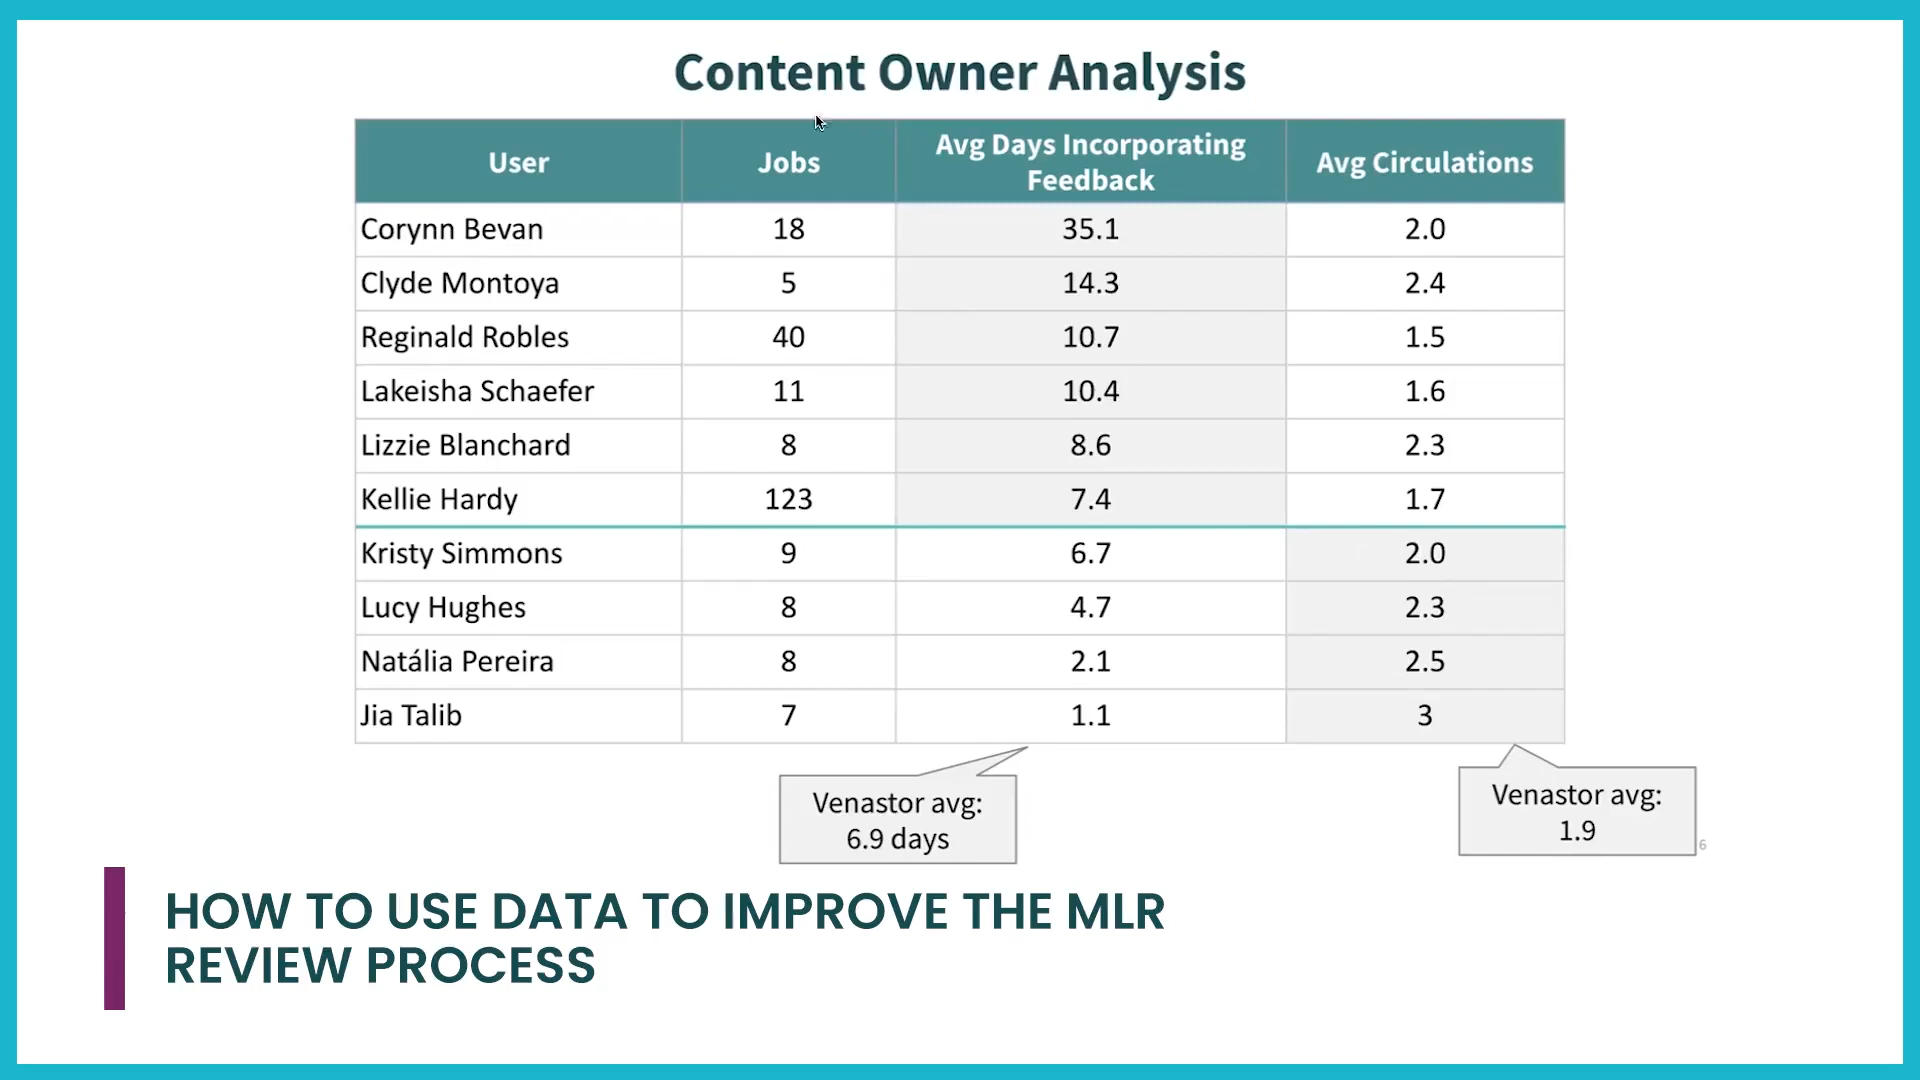 Content Owner Analysis
User Jobs Avg Days Incorporating Feedback Avg Circulations
Corynn Bevan 18 35.1 2.0
Clyde Montoya 5 14.3 2.4
Reginald Robles 40 10.7 1.5
Lakeisha Schaefer 11 10.4 1.6
Lizzie Blanchard 8 8.6 2.3
Kellie Hardy 123 7.4 1.7
Kristy Simmons 9 6.7 2.0
Lucy Hughes 8 4.7 2.3
Natália Pereira 8 2.1 2.5
Jia Talib 7 1.1 3
Venastor avg:
6.9 days
Venastor avg:
1.9
6
HOW TO USE DATA TO IMPROVE THE MLR
REVIEW PROCESS